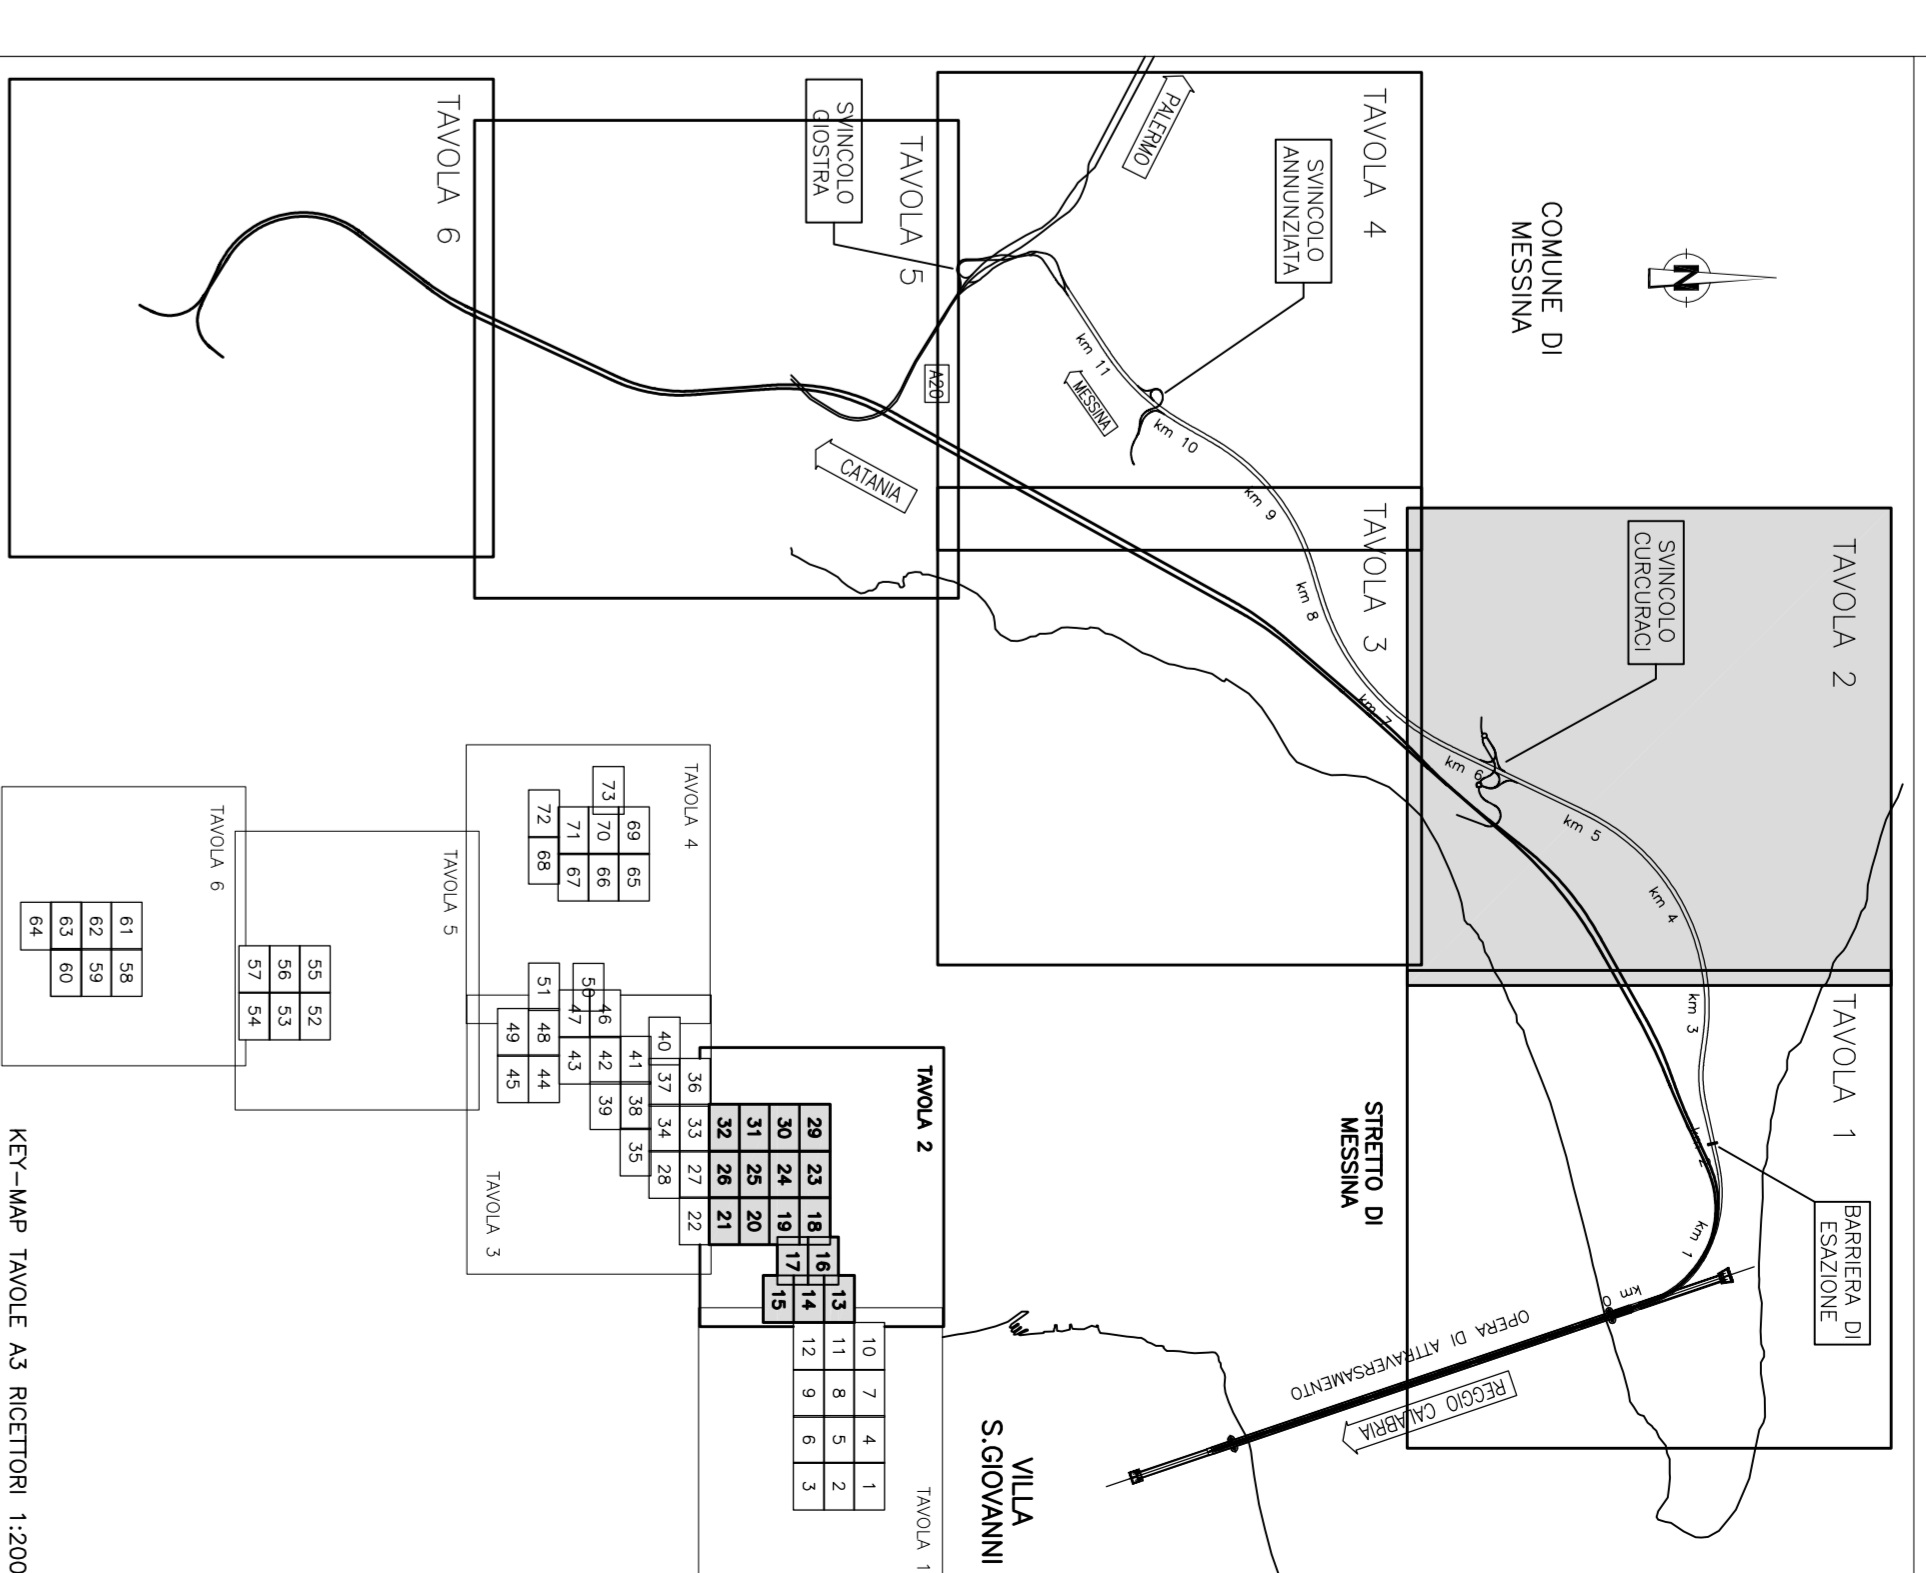 TAVOLA 1
BARRIERA DI
ESAZIONE
km 3
km 2
km 1
km 0
OPERA DI ATTRAVERSAMENTO
REGGIO CALABRIA
TAVOLA 2
SVINCOLO
CURCURACI
km 6
km 5
km 4
N
COMUNE DI
MESSINA
TAVOLA 4
SVINCOLO
ANNUNZIATA
PALERMO
km 11
MESSINA
km 10
km 9
TAVOLA 3
km 8
km 7
STRETTO DI
MESSINA
TAVOLA 5
SVINCOLO
GIOSTRA
A20
CATANIA
TAVOLA 6
VILLA
S.GIOVANNI
TAVOLA 2
TAVOLA 1
10 7 4 1
11 8 5 2
12 9 6 3
13
14
15
16
17
29 23 18
30 24 19
31 25 20
32 26 21
36 33 27 22
40 37 34 28
41 38 35
46 42 39
50 47 43
51 48 44
49 45
TAVOLA 3
TAVOLA 4
69 65
73 70 66
71 67
72 68
TAVOLA 5
55 52
56 53
57 54
TAVOLA 6
61 58
62 59
63 60
64
KEY-MAP TAVOLE A3 RICETTORI 1:200